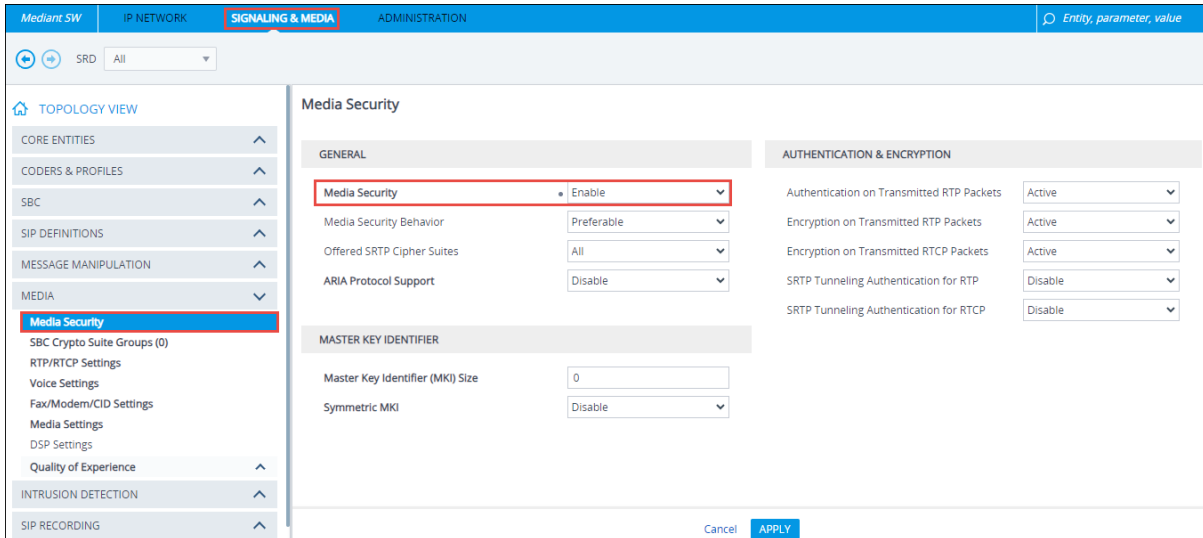 Mediant SW IP NETWORK SIGNALING & MEDIA ADMINISTRATION Entity, parameter, value
SRD All
TOPOLOGY VIEW
CORE ENTITIES
CODERS & PROFILES
SBC
SIP DEFINITIONS
MESSAGE MANIPULATION
MEDIA
Media Security
SBC Crypto Suite Groups (0)
RTP/RTCP Settings
Voice Settings
Fax/Modem/CID Settings
Media Settings
DSP Settings
Quality of Experience
INTRUSION DETECTION
SIP RECORDING
Media Security
GENERAL
Media Security Enable
Media Security Behavior Preferable
Offered SRTP Cipher Suites All
ARIA Protocol Support Disable
MASTER KEY IDENTIFIER
Master Key Identifier (MKI) Size 0
Symmetric MKI Disable
AUTHENTICATION & ENCRYPTION
Authentication on Transmitted RTP Packets Active
Encryption on Transmitted RTP Packets Active
Encryption on Transmitted RTCP Packets Active
SRTP Tunneling Authentication for RTP Disable
SRTP Tunneling Authentication for RTCP Disable
Cancel APPLY